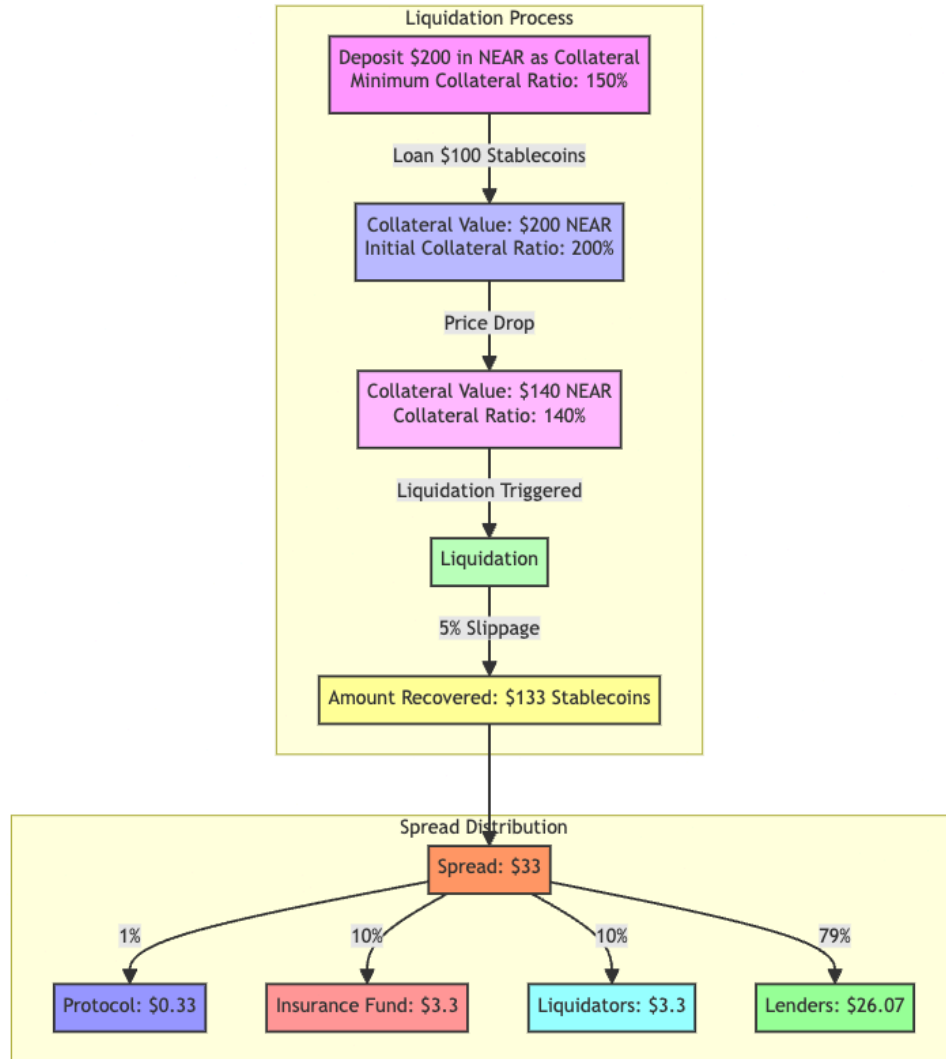 Liquidation Process
Deposit $200 in NEAR as Collateral
Minimum Collateral Ratio: 150%
Loan $100 Stablecoins
Collateral Value: $200 NEAR
Initial Collateral Ratio: 200%
Price Drop
Collateral Value: $140 NEAR
Collateral Ratio: 140%
Liquidation Triggered
Liquidation
5% Slippage
Amount Recovered: $133 Stablecoins
Spread Distribution
Spread: $33
1%
10%
10%
79%
Protocol: $0.33
Insurance Fund: $3.3
Liquidators: $3.3
Lenders: $26.07